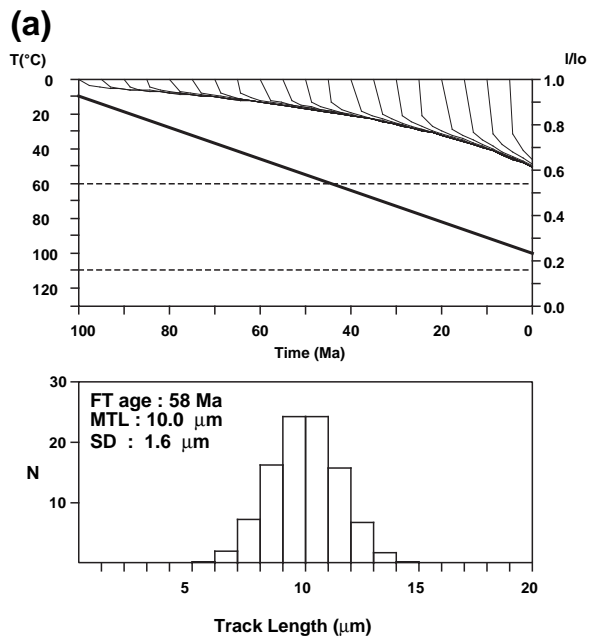 (a)
T(°C) l/lo
0 1.0
20
0.8
40
0.6
60
0.4
80
100 0.2
120
0.0
100 80 60 40 20 0
Time (Ma)
30
FT age : 58 Ma
MTL : 10.0 μm
20 SD : 1.6 μm
N
10
5 10 15 20
Track Length (μm)